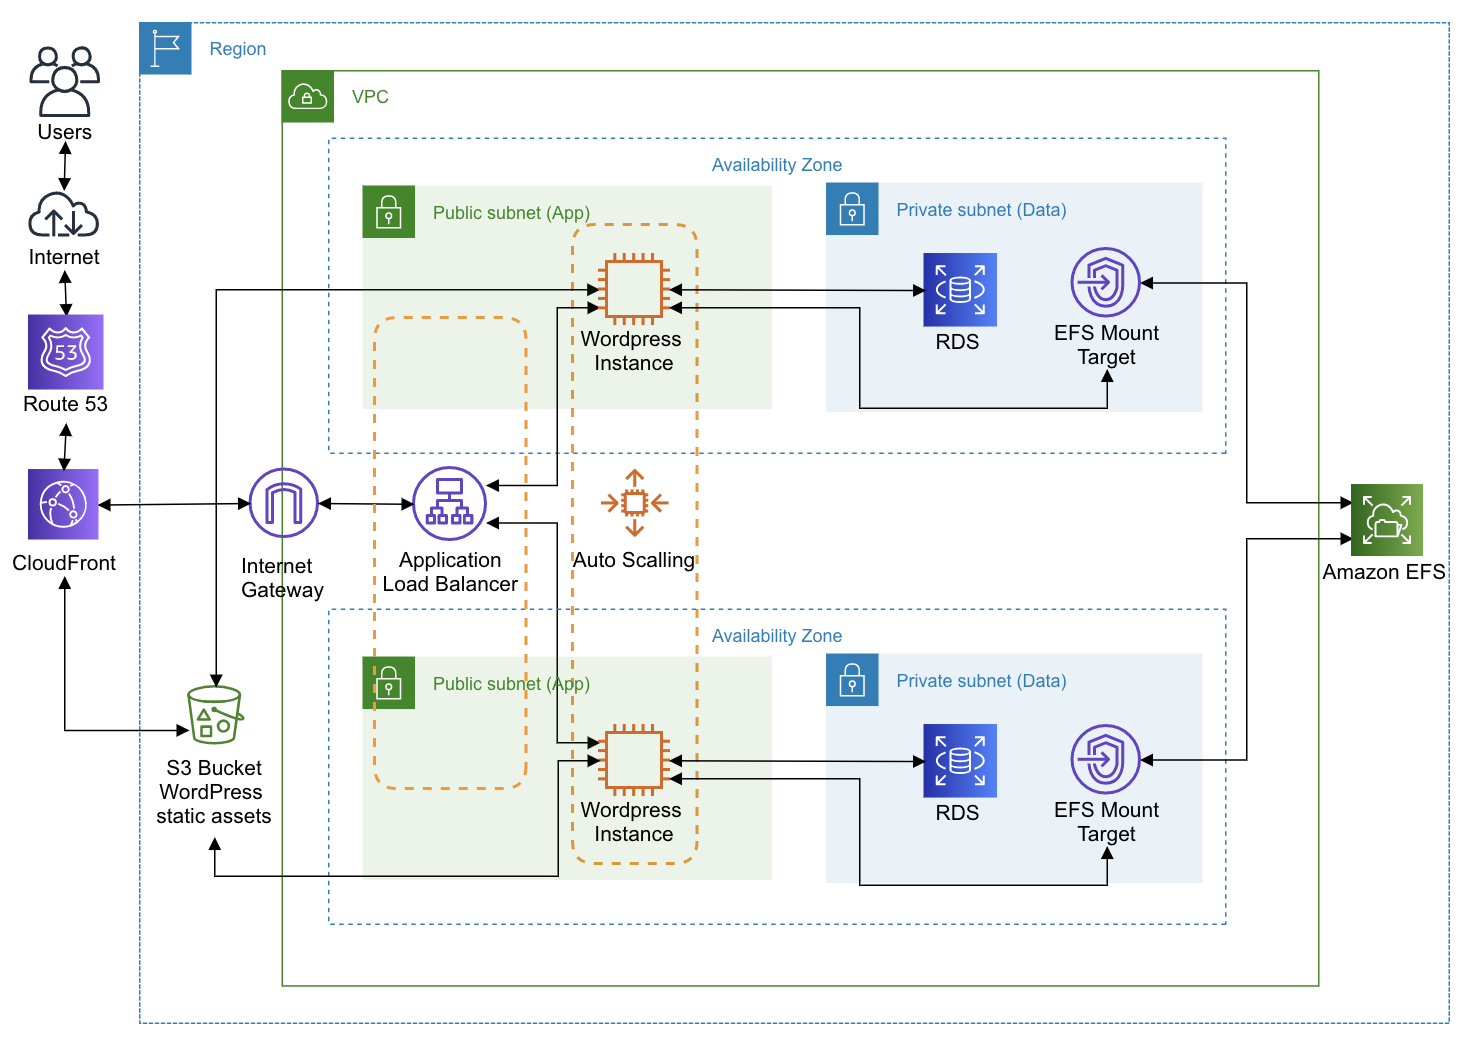 Region
VPC
Users
Availability Zone
Public subnet (App)
Private subnet (Data)
Internet
Wordpress
Instance
RDS
EFS Mount
Target
53
Route 53
CloudFront
Internet
Gateway
Application
Load Balancer
Auto Scalling
Amazon EFS
Availability Zone
Public subnet (App)
Private subnet (Data)
S3 Bucket
WordPress
static assets
Wordpress
Instance
RDS
EFS Mount
Target